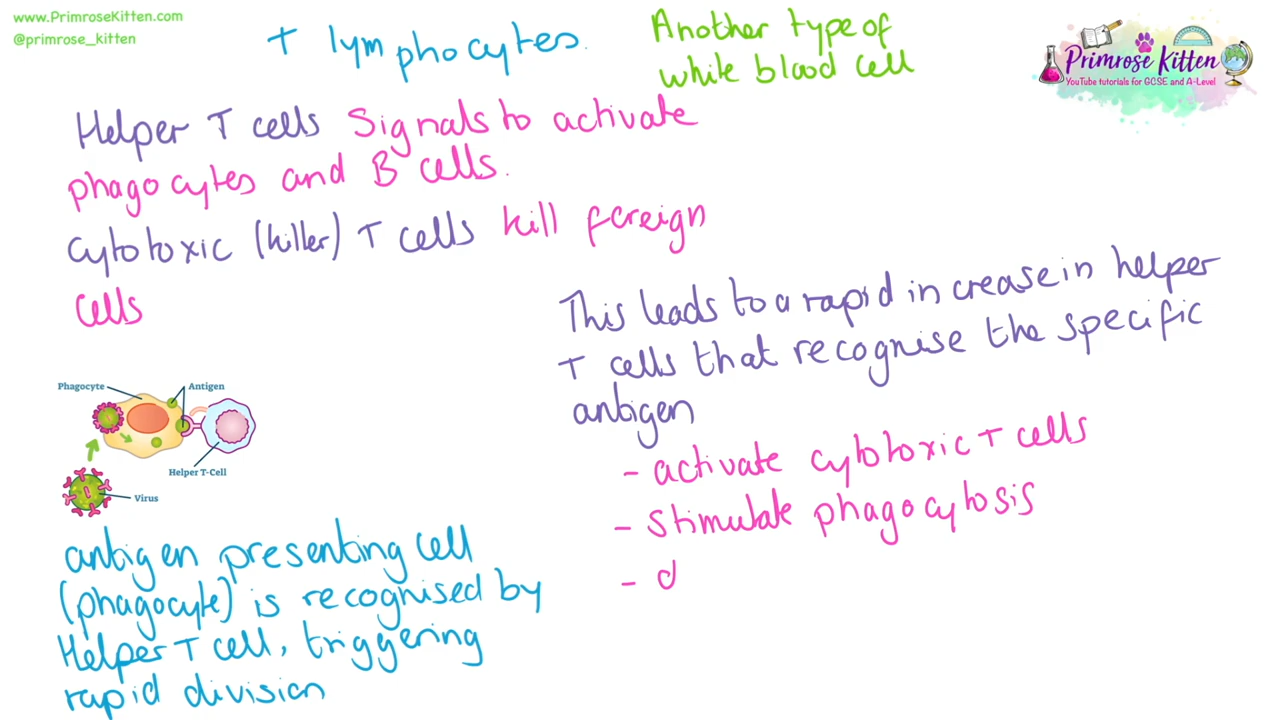 www.PrimroseKitten.com
@primrose_kitten
T lymphocytes.
Another type of
white blood cell
Primrose Kitten
YouTube tutorials for GCSE and A-Level
Helper T cells Signals to activate
phagocytes and B cells.
Cytotoxic (killer) T cells kill foreign
cells
Phagocyte
Antigen
Helper T-Cell
Virus
antigen presenting cell
(phagocyte) is recognised by
Helper T cell, triggering
rapid division
This leads to a rapid increase in helper
T cells that recognise the specific
antigen
- activate cytotoxic T cells
- stimulate phagocytosis
- d